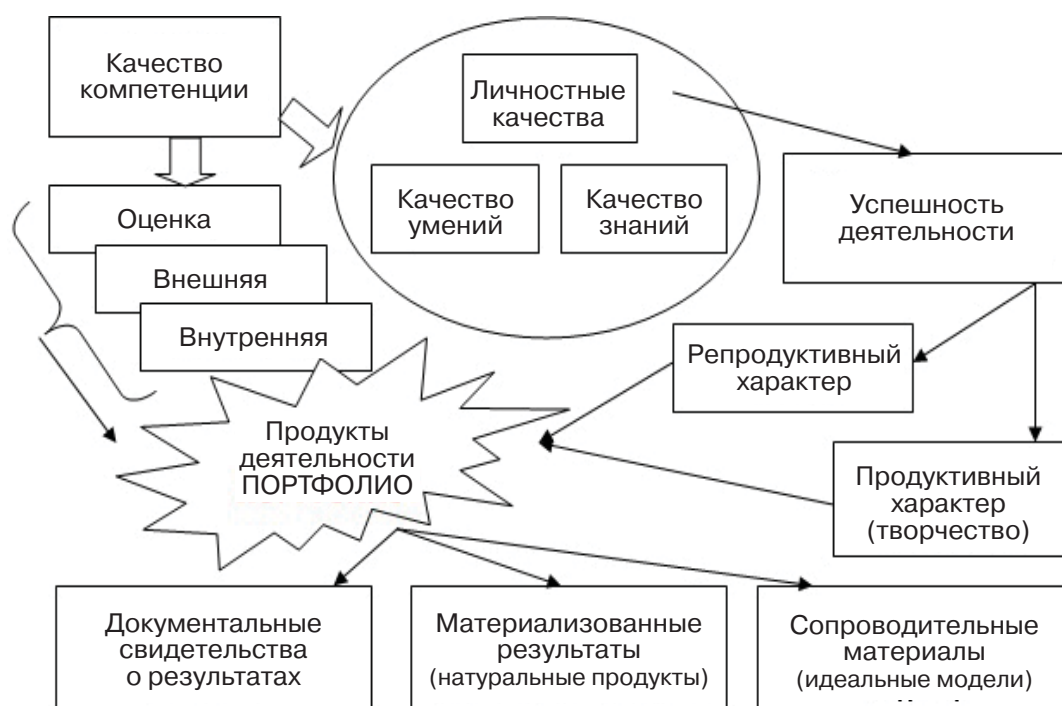 Качество
компетенции
Личностные
качества
Качество
умений
Качество
знаний
Успешность
деятельности
Оценка
Внешняя
Внутренняя
Репродуктивный
характер
Продукты
деятельности
ПОРТФОЛИО
Продуктивный
характер
(творчество)
Документальные
свидетельства
о результатах
Материализованные
результаты
(натуральные продукты)
Сопроводительные
материалы
(идеальные модели)